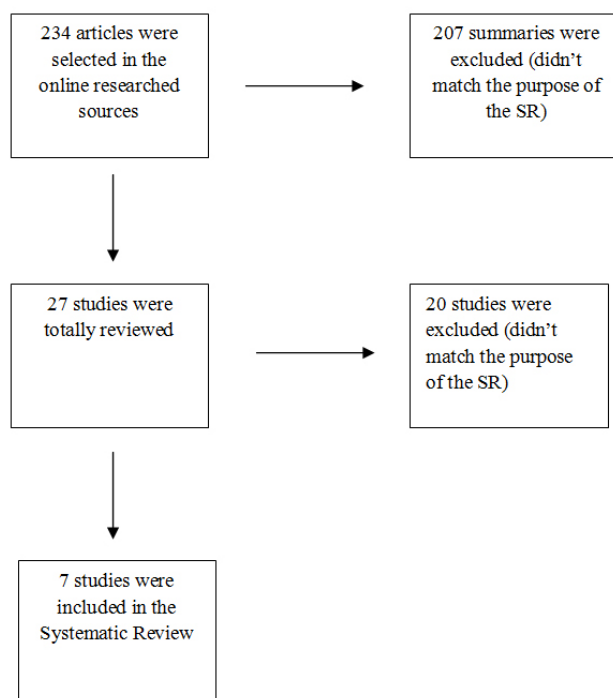 234 articles were
selected in the
online researched
sources
207 summaries were
excluded (didn't
match the purpose of
the SR)
27 studies were
totally reviewed
20 studies were
excluded (didn't
match the purpose
of the SR)
7 studies were
included in the
Systematic Review